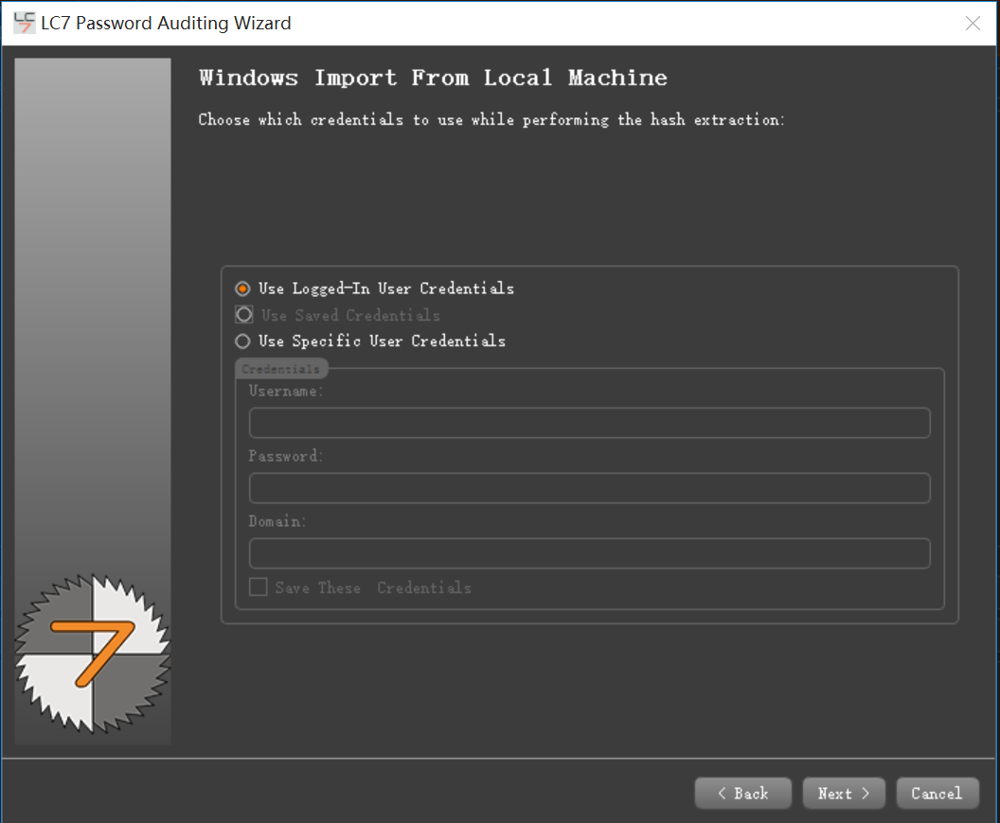 LC7 Password Auditing Wizard
Windows Import From Local Machine
Choose which credentials to use while performing the hash extraction:
Use Logged-In User Credentials
Use Saved Credentials
Use Specific User Credentials
Credentials
Username:
Password:
Domain:
Save These Credentials
7
< Back
Next >
Cancel